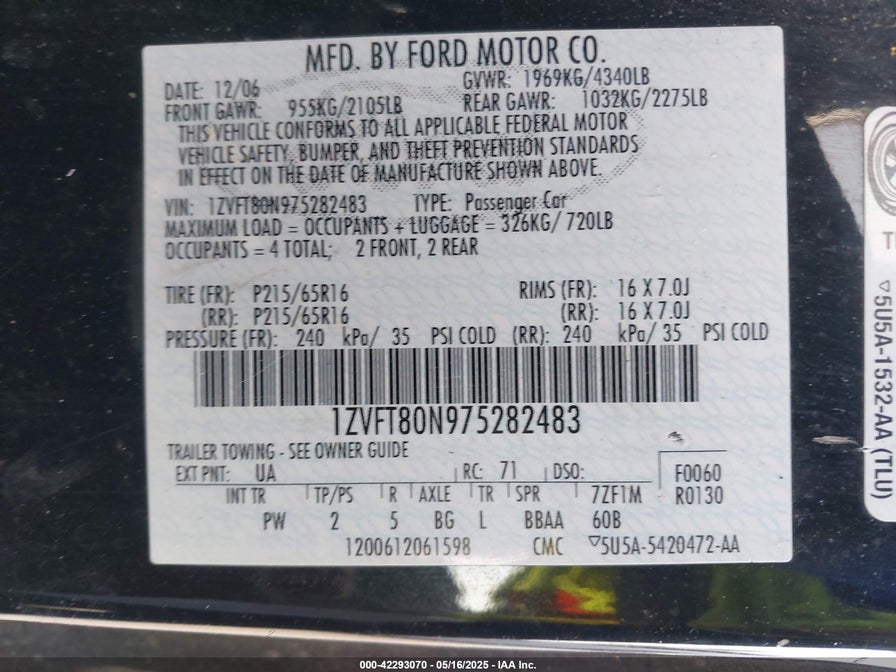 MFD. BY FORD MOTOR CO.
DATE: 12/06 GVWR: 1969KG/4340LB
FRONT GAWR: 955KG/2105LB REAR GAWR: 1032KG/2275LB
THIS VEHICLE CONFORMS TO ALL APPLICABLE FEDERAL MOTOR
VEHICLE SAFETY, BUMPER, AND THEFT PREVENTION STANDARDS
IN EFFECT ON THE DATE OF MANUFACTURE SHOWN ABOVE.
VIN: 1ZVFT80N975282483 TYPE: Passenger Car
MAXIMUM LOAD = OCCUPANTS + LUGGAGE = 326KG/ 720LB
OCCUPANTS = 4 TOTAL; 2 FRONT, 2 REAR
TIRE (FR): P215/65R16 RIMS (FR): 16 X 7.0J
(RR): P215/65R16 (RR): 16 X 7.0J
PRESSURE (FR): 240 kPa/ 35 PSI COLD (RR): 240 kPa/ 35 PSI COLD
1ZVFT80N975282483
TRAILER TOWING - SEE OWNER GUIDE
EXT PNT: UA RC: 71 DSO: F0060
INT TR TP/PS R AXLE TR SPR 7ZF1M R0130
PW 2 5 BG L BBAA 60B
1200612061598 CMC ▽5U5A-5420472-AA
▽5U5A-1532-AA (TLU)
000-42293070 - 05/16/2025 - IAA Inc.